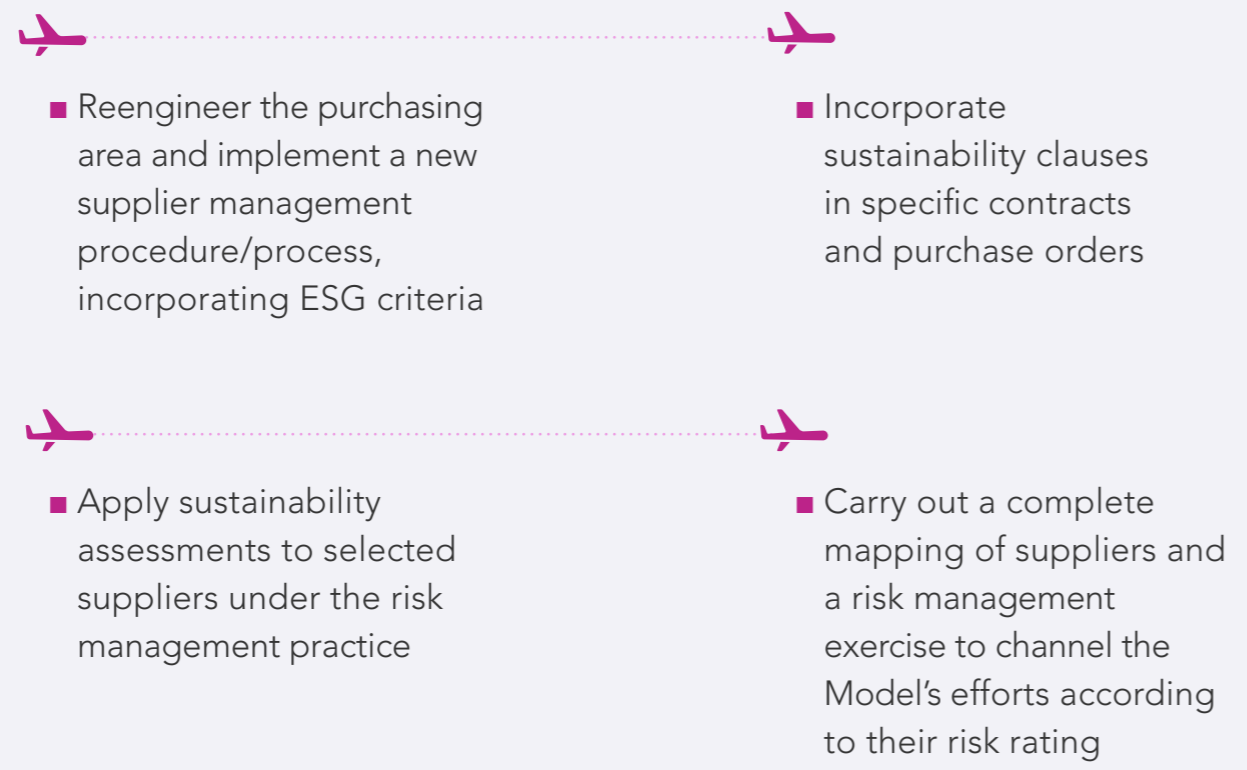 Reengineer the purchasing
area and implement a new
supplier management
procedure/process,
incorporating ESG criteria
Incorporate
sustainability clauses
in specific contracts
and purchase orders
Apply sustainability
assessments to selected
suppliers under the risk
management practice
Carry out a complete
mapping of suppliers and
a risk management
exercise to channel the
Model’s efforts according
to their risk rating